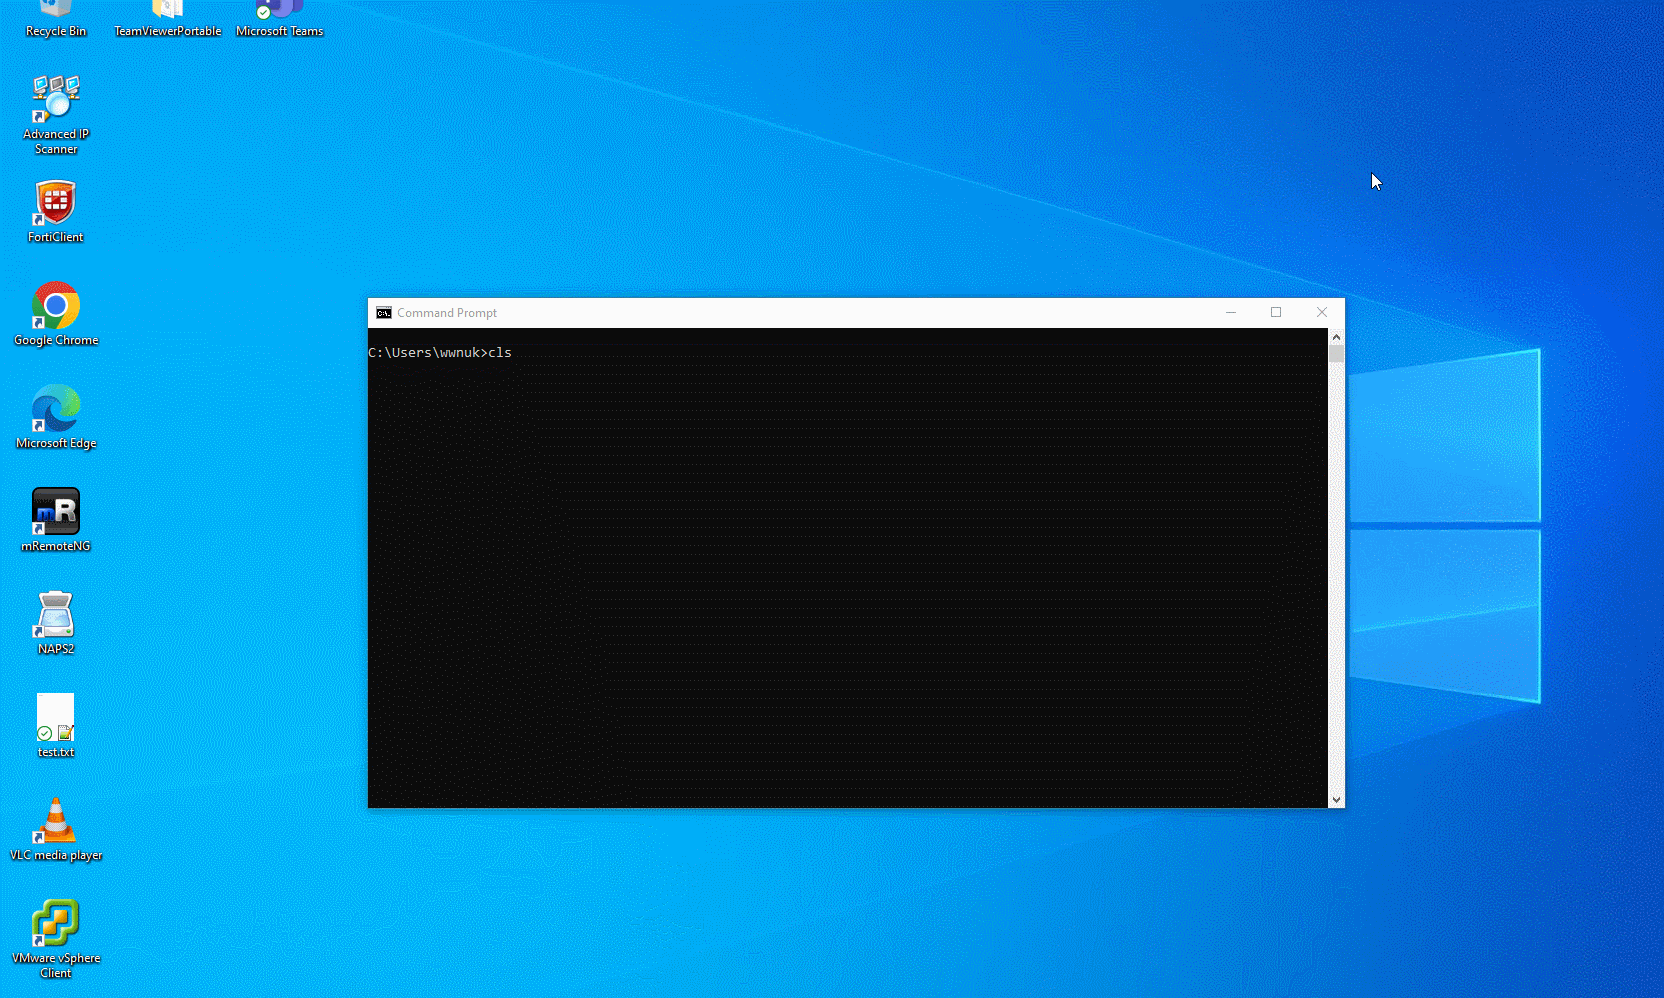 Recycle Bin
TeamViewerPortable
Microsoft Teams
Advanced IP
Scanner
FortiClient
Google Chrome
Microsoft Edge
mR
mRemoteNG
NAPS2
test.txt
VLC media player
VMware vSphere
Client
C:\.
Command Prompt
C:\Users\wwnuk>cls